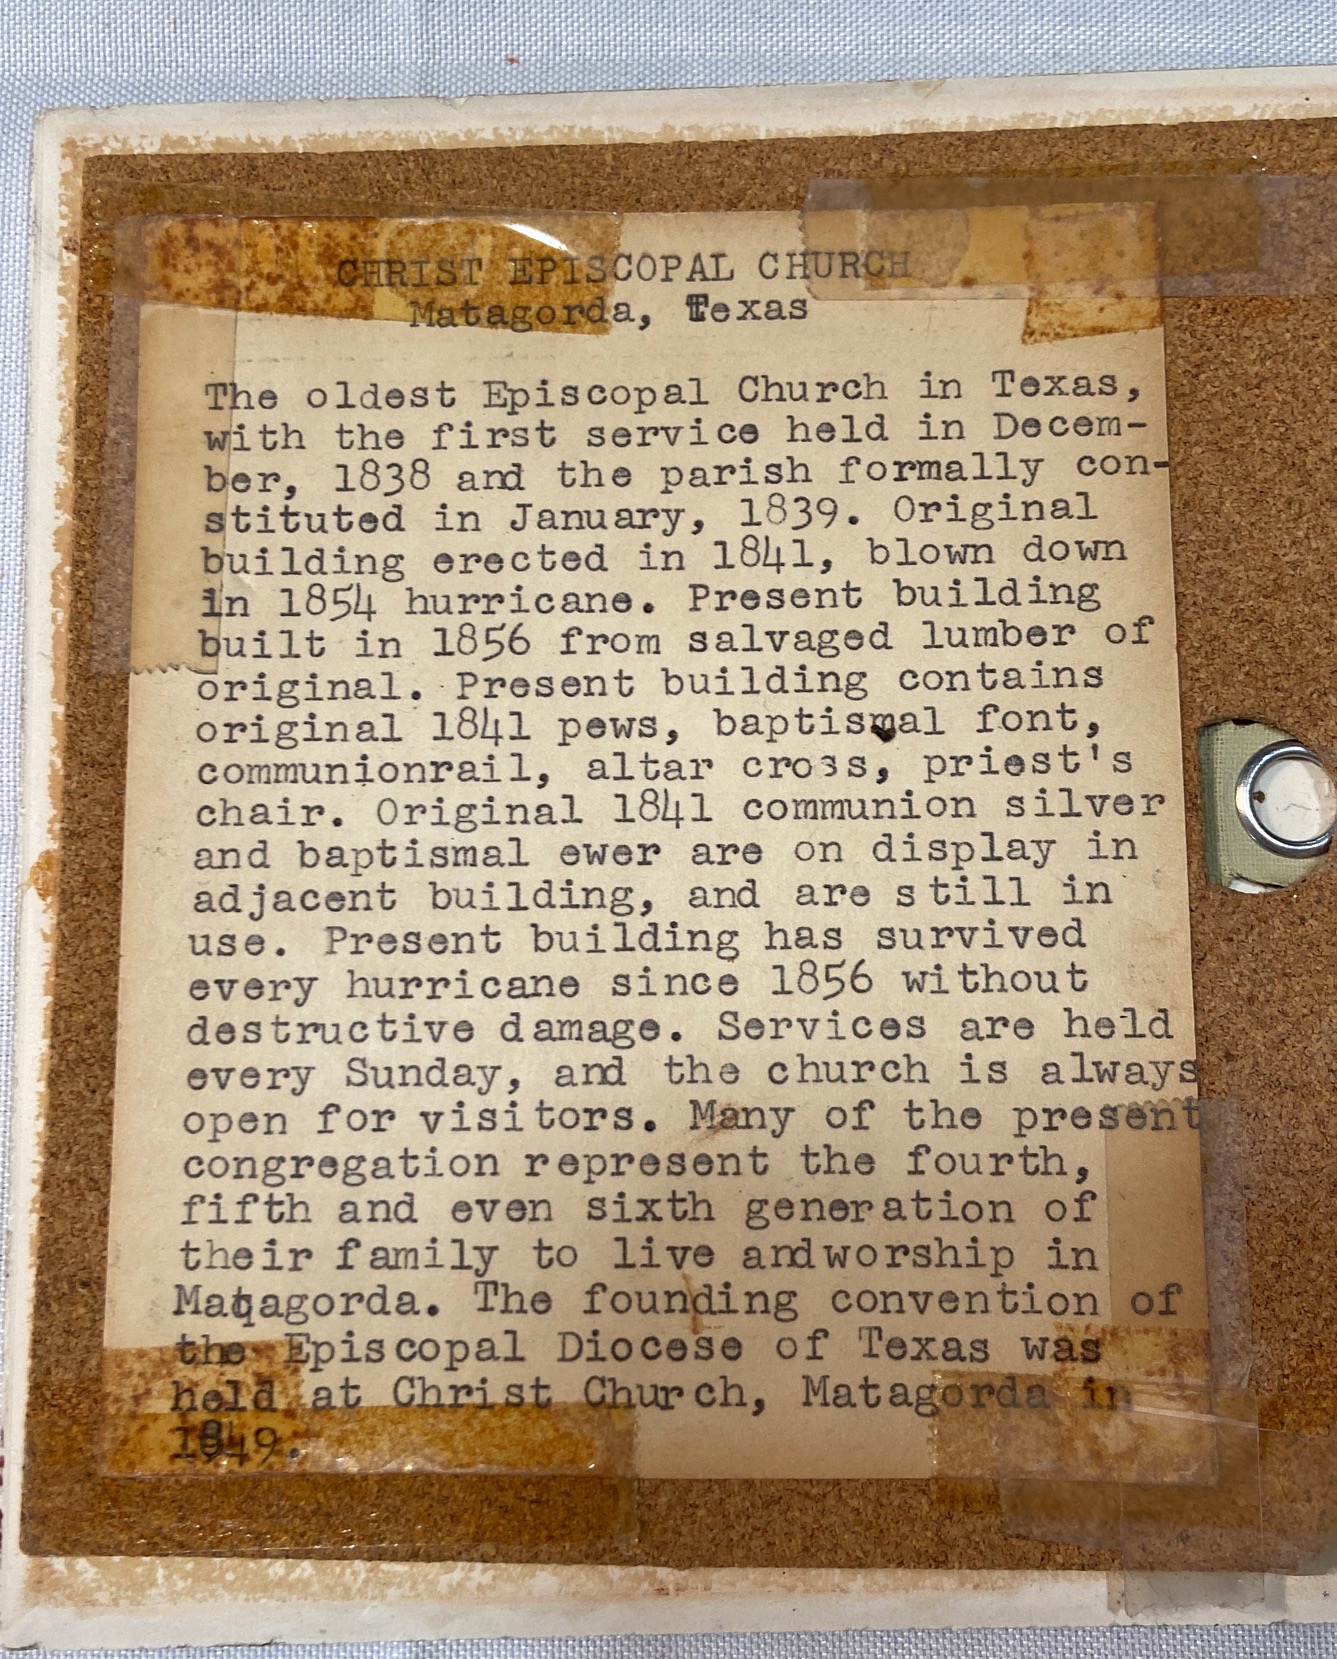 CHRIST EPISCOPAL CHURCH
Matagorda, Texas
The oldest Episcopal Church in Texas,
with the first service held in Decem-
ber, 1838 and the parish formally con-
stituted in January, 1839. Original
building erected in 1841, blown down
in 1854 hurricane. Present building
built in 1856 from salvaged lumber of
original. Present building contains
original 1841 pews, baptismal font,
communionrail, altar cross, priest's
chair. Original 1841 communion silver
and baptismal ewer are on display in
adjacent building, and are still in
use. Present building has survived
every hurricane since 1856 without
destructive damage. Services are held
every Sunday, and the church is always
open for visitors. Many of the present
congregation represent the fourth,
fifth and even sixth generation of
their family to live andworship in
Matagorda. The founding convention of
the Episcopal Diocese of Texas was
held at Christ Church, Matagorda in
1849.